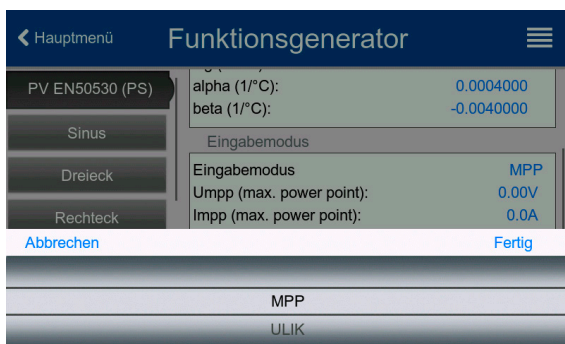 Hauptmenü
Funktionsgenerator
PV EN50530 (PS)
Sinus
Dreieck
Rechteck
alpha (1/°C): 0.0004000
beta (1/°C): -0.0040000
Eingabemodus
Eingabemodus MPP
Umpp (max. power point): 0.00V
Impp (max. power point): 0.0A
Abbrechen Fertig
MPP
ULIK